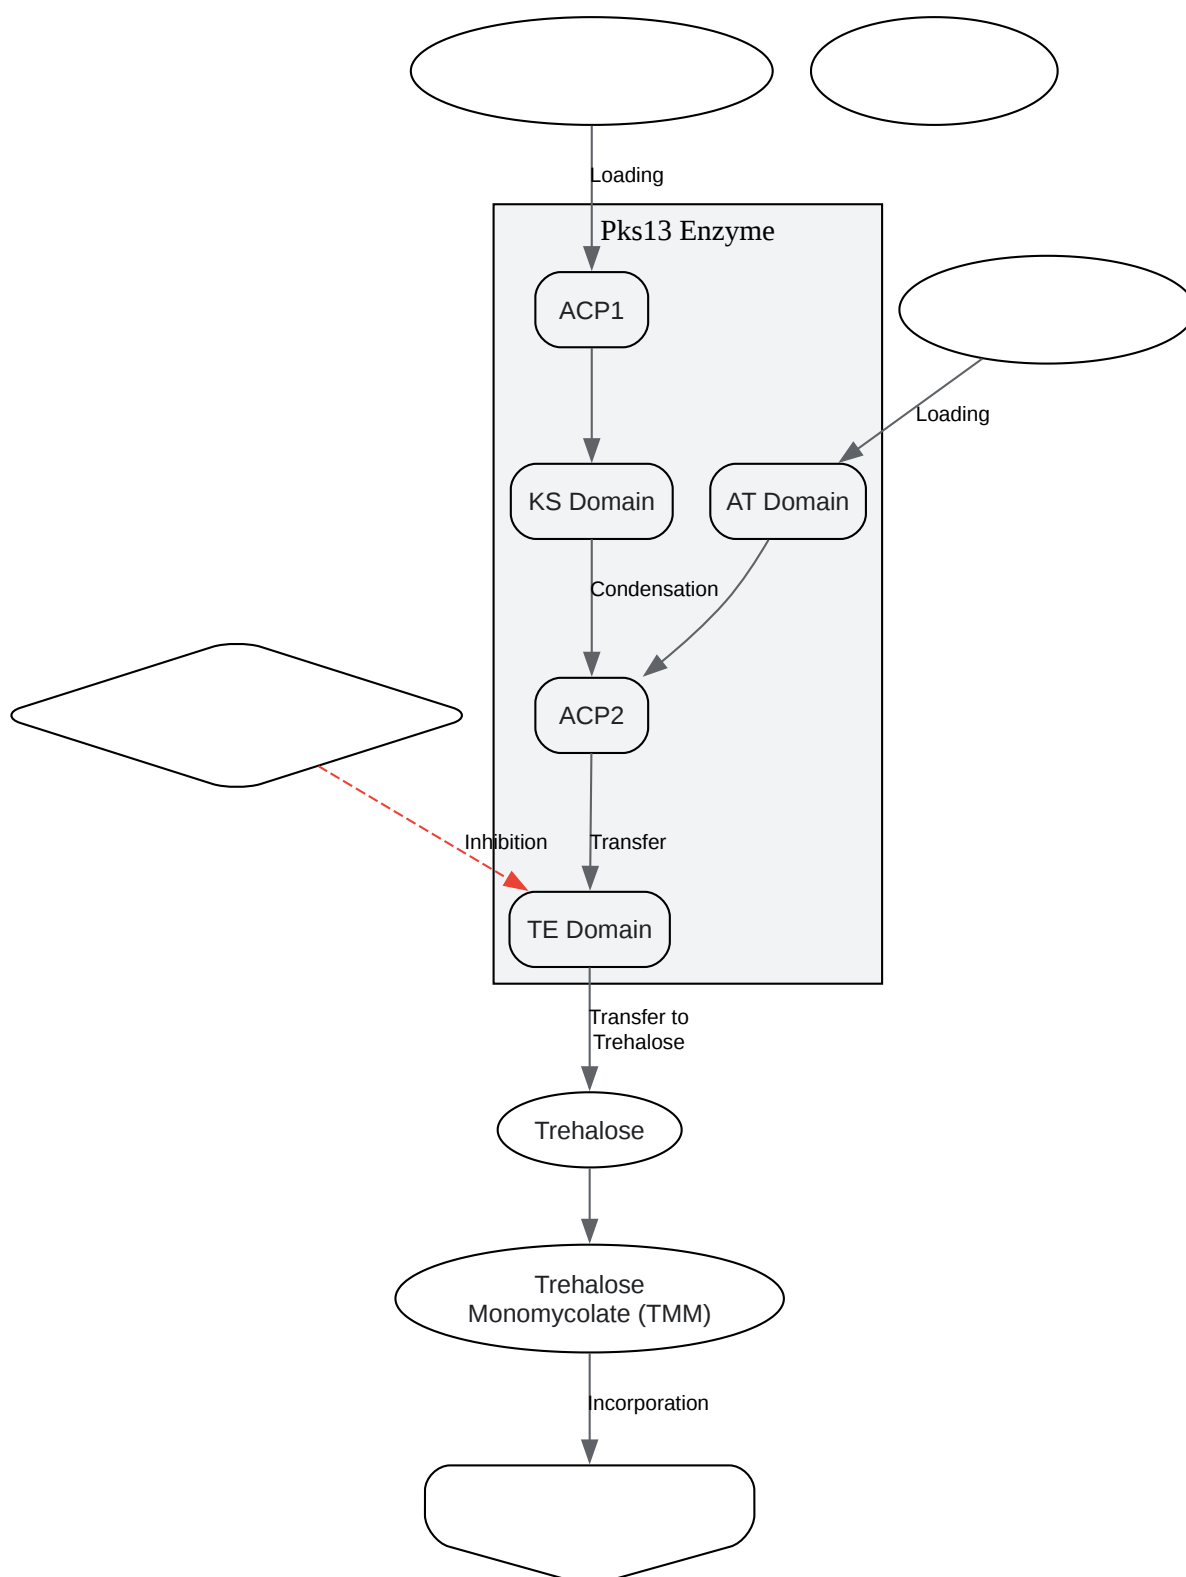 Loading
Pks13 Enzyme
ACP1
Loading
KS Domain
AT Domain
Condensation
ACP2
Inhibition
Transfer
TE Domain
Transfer to
Trehalose
Trehalose
Trehalose
Monomycolate (TMM)
Incorporation